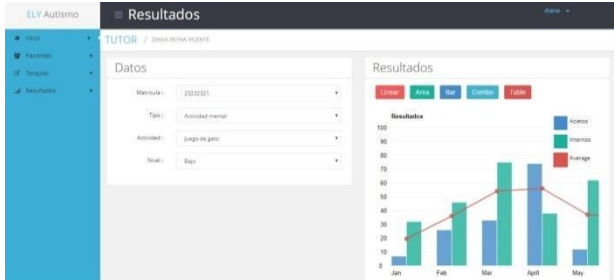 ELY Autismo
≡ Resultados
diana
Inicio
Pacientes
Terapias
Resultados
TUTOR / DIANA REYNA VICENTE
Datos
Matricula :
23232321
Tipo :
Actividad mental
Actividad :
Juego de gato
Nivel :
Bajo
Resultados
Linear
Area
Bar
Combo
Table
Resultados
Aciertos
Intentos
Average
100
90
80
70
60
50
40
30
20
10
0
Jan
Feb
Mar
April
May